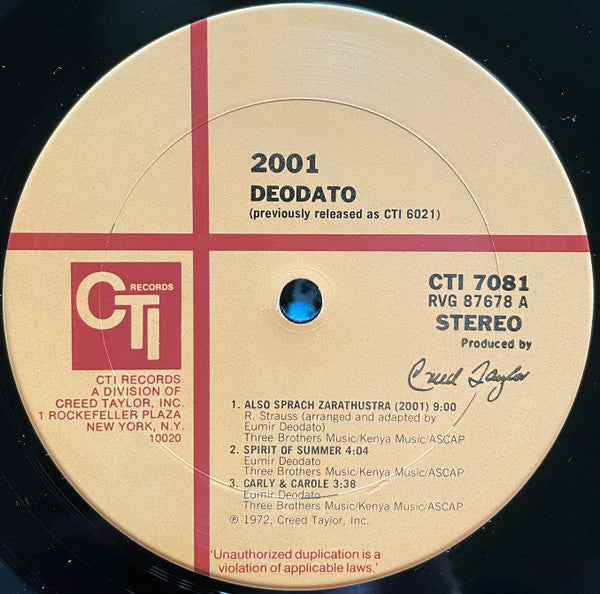 2001
DEODATO
(previously released as CTI 6021)
CTI RECORDS
CTI RECORDS
A DIVISION OF
CREED TAYLOR, INC.
1 ROCKEFELLER PLAZA
NEW YORK, N.Y.
10020
CTI 7081
RVG 87678 A
STEREO
Produced by
Creed Taylor
1. ALSO SPRACH ZARATHUSTRA (2001) 9:00
R. Strauss (arranged and adapted by
Eumir Deodato)
Three Brothers Music/Kenya Music/ASCAP
2. SPIRIT OF SUMMER 4:04
Eumir Deodato
Three Brothers Music/Kenya Music/ASCAP
3. CARLY & CAROLE 3:38
Eumir Deodato
Three Brothers Music/Kenya Music/ASCAP
℗ 1972, Creed Taylor, Inc.
'Unauthorized duplication is a
violation of applicable laws.'